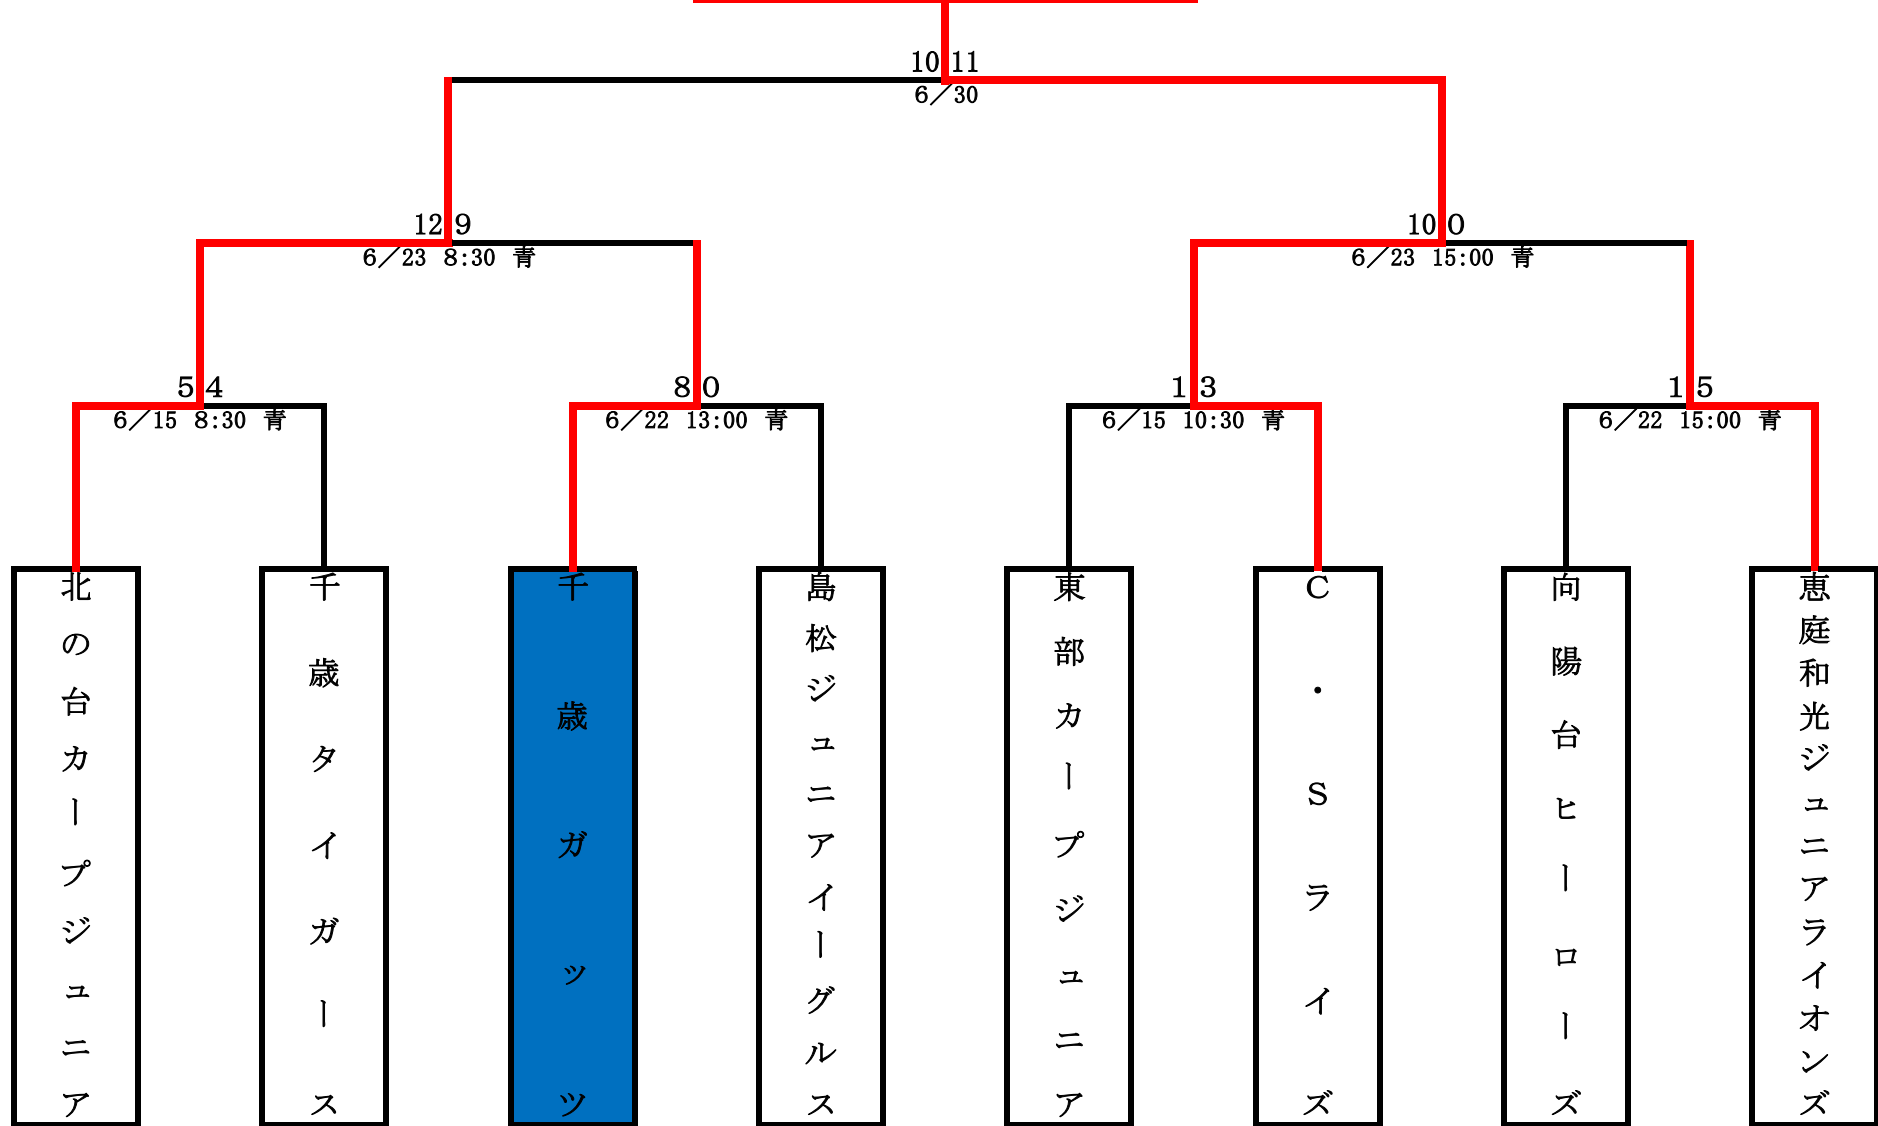 10 11
6／30
12 9
6／23 8:30 青
10 0
6／23 15:00 青
5 4
6／15 8:30 青
8 0
6／22 13:00 青
1 3
6／15 10:30 青
1 5
6／22 15:00 青
北の台カープジュニア
千歳タイガース
千歳ガッツ
島松ジュニアイーグルス
東部カープジュニア
C・Sライズ
向陽台ヒーローズ
恵庭和光ジュニアライオンズ